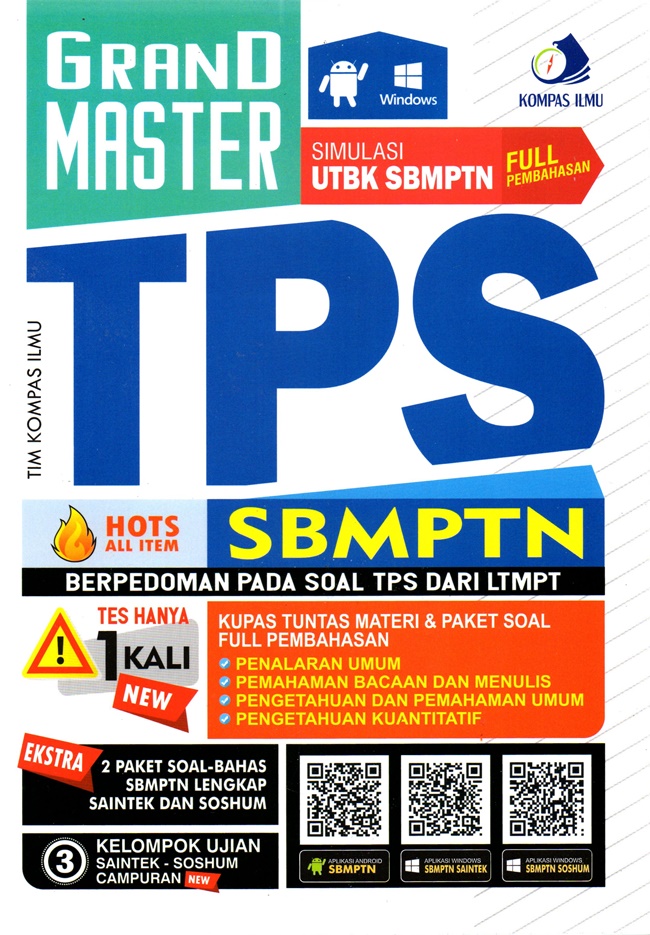 GRAND
MASTER
Windows
KOMPAS ILMU
SIMULASI
UTBK SBMPTN
FULL
PEMBAHASAN
TPS
TIM KOMPAS ILMU
HOTS
ALL ITEM
SBMPTN
BERPEDOMAN PADA SOAL TPS DARI LTMPT
TES HANYA
1 KALI
NEW
!
KUPAS TUNTAS MATERI & PAKET SOAL
FULL PEMBAHASAN
PENALARAN UMUM
PEMAHAMAN BACAAN DAN MENULIS
PENGETAHUAN DAN PEMAHAMAN UMUM
PENGETAHUAN KUANTITATIF
EKSTRA
2 PAKET SOAL-BAHAS
SBMPTN LENGKAP
SAINTEK DAN SOSHUM
3
KELOMPOK UJIAN
SAINTEK - SOSHUM
CAMPURAN NEW
APLIKASI ANDROID
SBMPTN
APLIKASI WINDOWS
SBMPTN SAINTEK
APLIKASI WINDOWS
SBMPTN SOSHUM